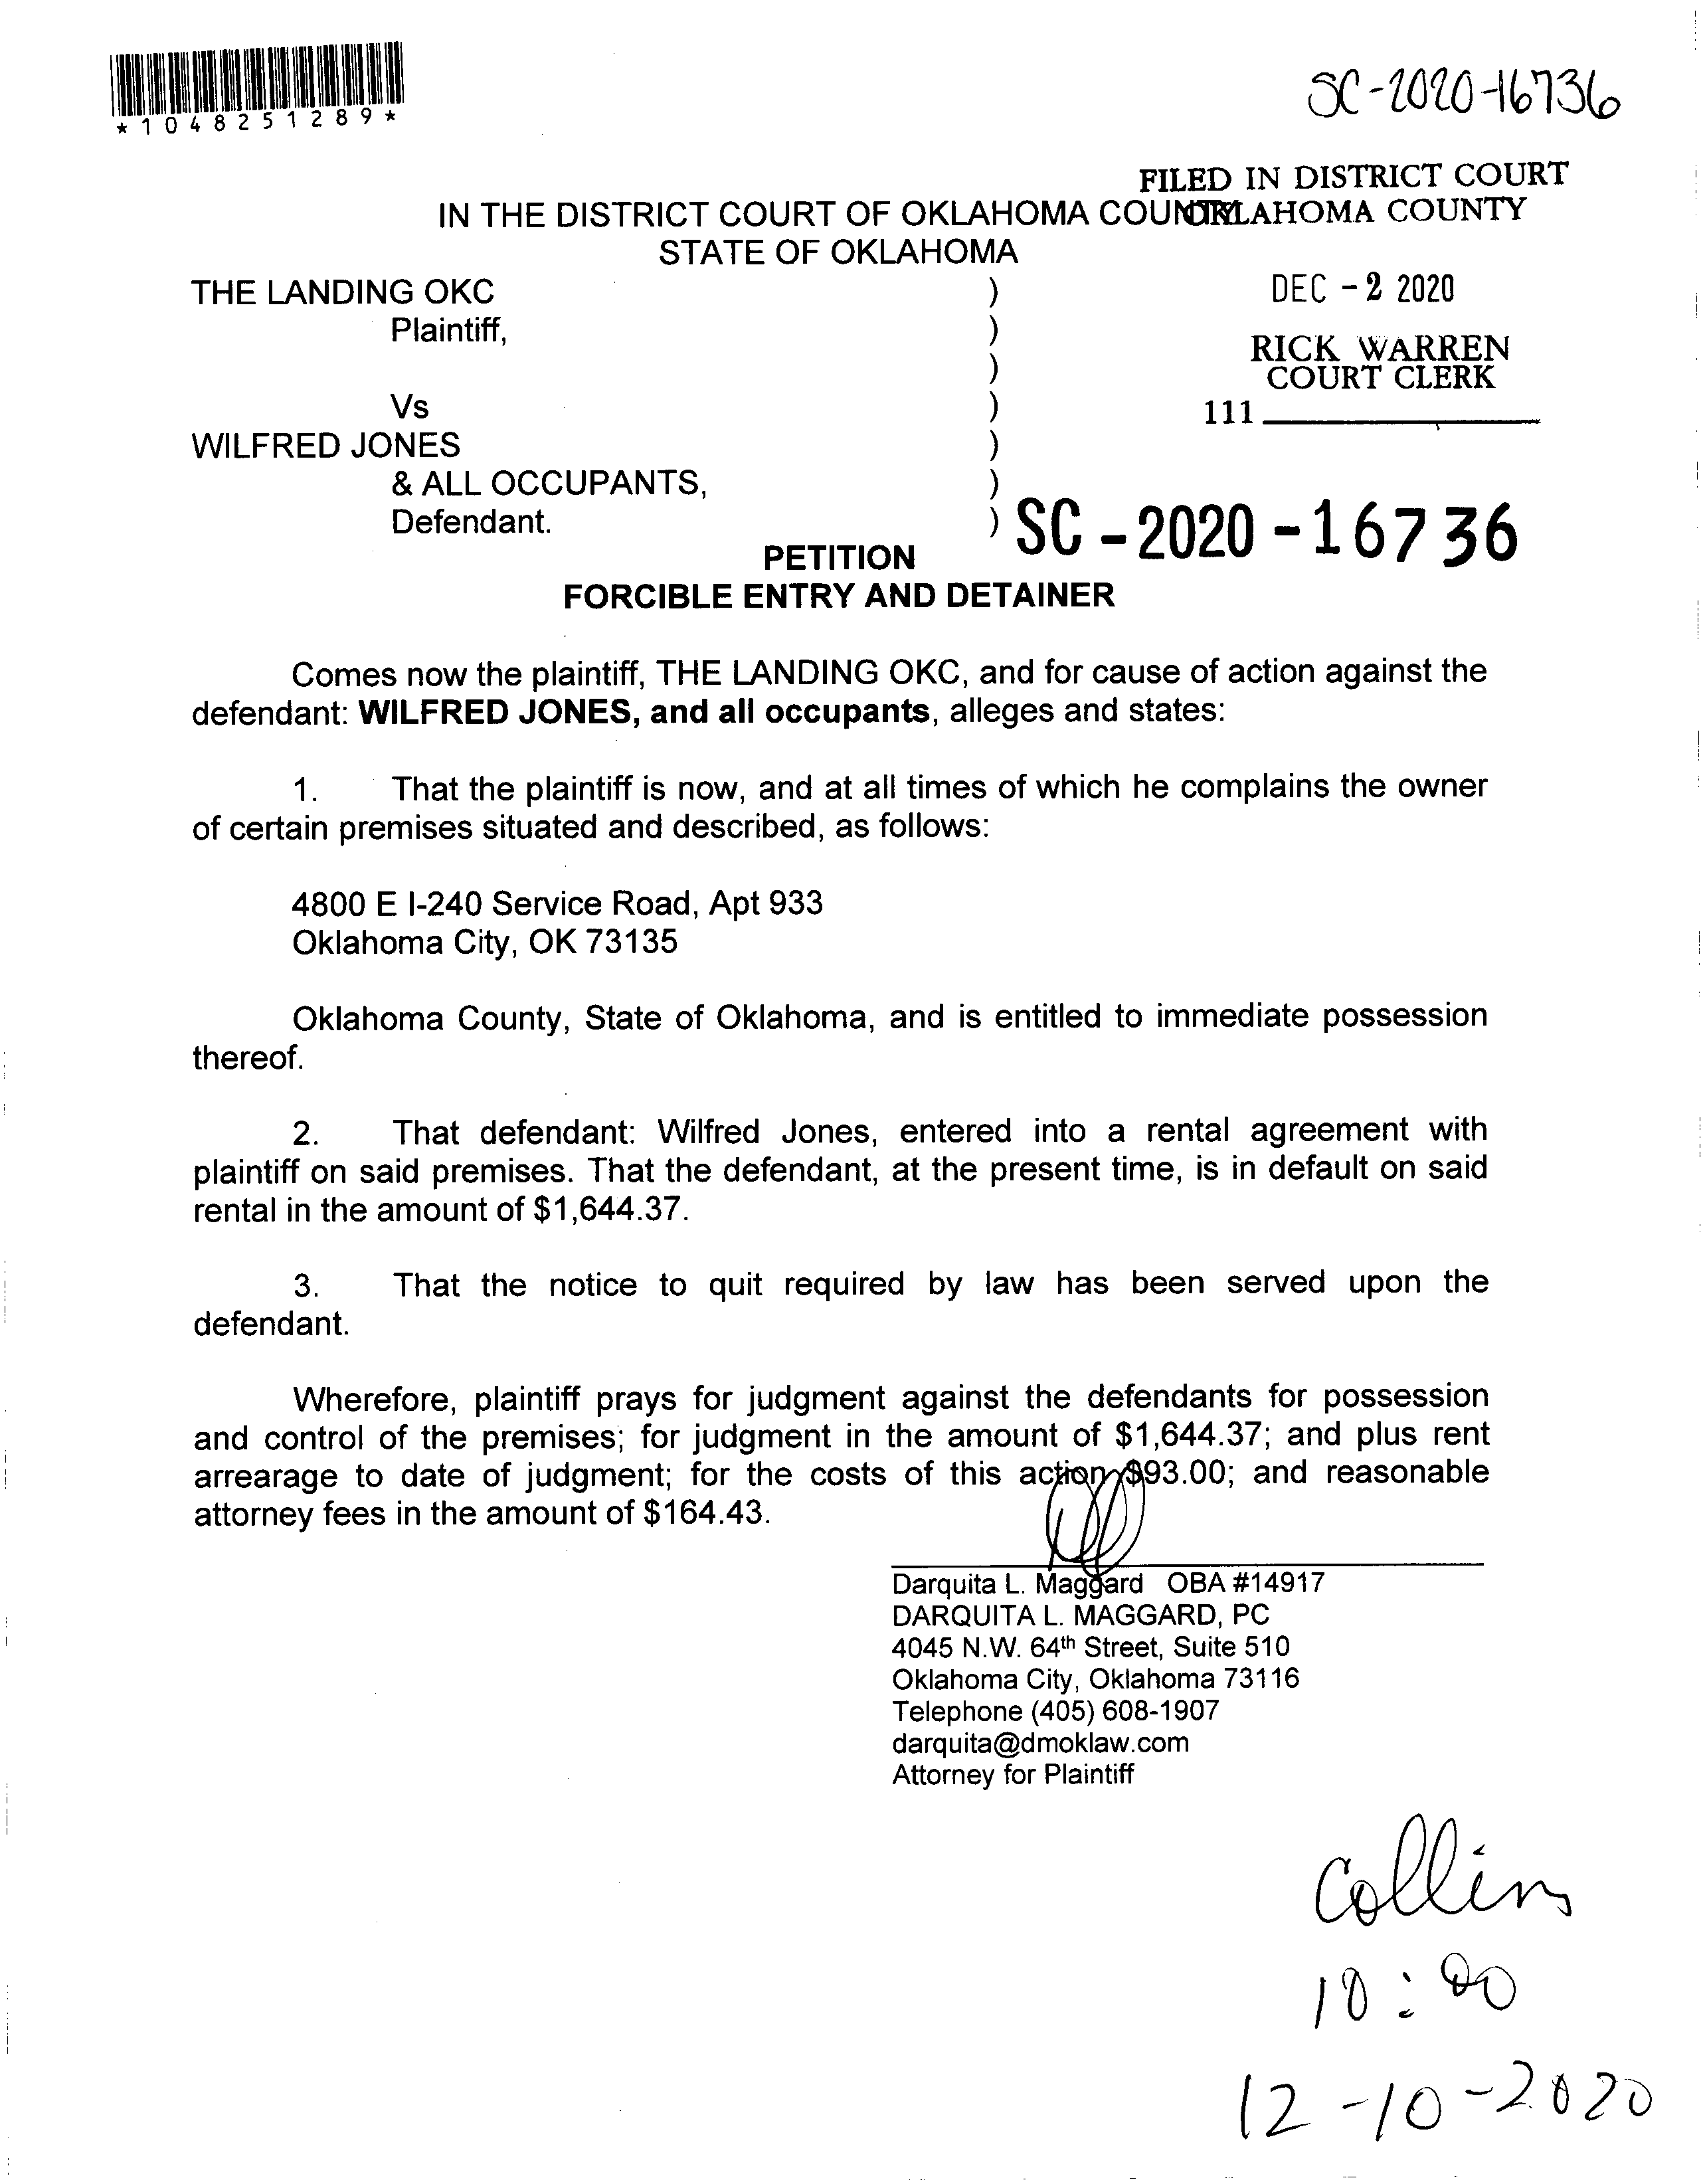 *1048251289*
SC-2020-16736
FILED IN DISTRICT COURT
OKLAHOMA COUNTY
IN THE DISTRICT COURT OF OKLAHOMA COUNTY
STATE OF OKLAHOMA
THE LANDING OKC )
Plaintiff, )
)
Vs )
WILFRED JONES )
& ALL OCCUPANTS, )
Defendant. )
DEC -2 2020
RICK WARREN
COURT CLERK
111
SC-2020-16736
PETITION
FORCIBLE ENTRY AND DETAINER
Comes now the plaintiff, THE LANDING OKC, and for cause of action against the
defendant: WILFRED JONES, and all occupants, alleges and states:
1. That the plaintiff is now, and at all times of which he complains the owner
of certain premises situated and described, as follows:
4800 E I-240 Service Road, Apt 933
Oklahoma City, OK 73135
Oklahoma County, State of Oklahoma, and is entitled to immediate possession
thereof.
2. That defendant: Wilfred Jones, entered into a rental agreement with
plaintiff on said premises. That the defendant, at the present time, is in default on said
rental in the amount of $1,644.37.
3. That the notice to quit required by law has been served upon the
defendant.
Wherefore, plaintiff prays for judgment against the defendants for possession
and control of the premises; for judgment in the amount of $1,644.37; and plus rent
arrearage to date of judgment; for the costs of this action $93.00; and reasonable
attorney fees in the amount of $164.43.
Darquita L. Maggard OBA #14917
DARQUITA L. MAGGARD, PC
4045 N.W. 64th Street, Suite 510
Oklahoma City, Oklahoma 73116
Telephone (405) 608-1907
darquita@dmoklaw.com
Attorney for Plaintiff
Collins
10:00
12-10-2020